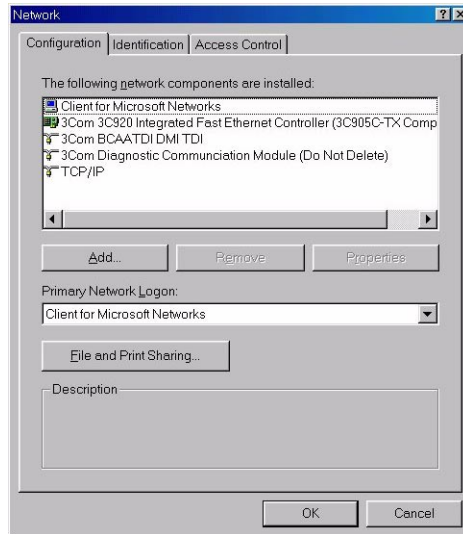 Network
Configuration Identification Access Control
The following network components are installed:
Client for Microsoft Networks
3Com 3C920 Integrated Fast Ethernet Controller (3C905C-TX Comp
3Com BCAATDI DMI TDI
3Com Diagnostic Communciation Module (Do Not Delete)
TCP/IP
Add... Remove Properties
Primary Network Logon:
Client for Microsoft Networks
File and Print Sharing...
Description
OK Cancel